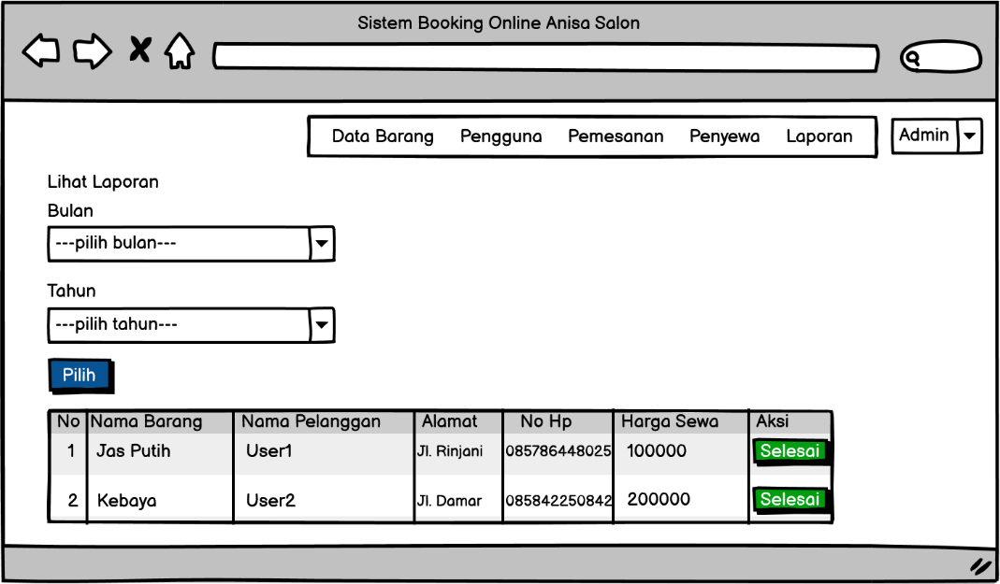 Sistem Booking Online Anisa Salon
Data Barang Pengguna Pemesanan Penyewa Laporan Admin
Lihat Laporan
Bulan
---pilih bulan---
Tahun
---pilih tahun---
Pilih
No Nama Barang Nama Pelanggan Alamat No Hp Harga Sewa Aksi
1 Jas Putih User1 Jl. Rinjani 085786448025 100000 Selesai
2 Kebaya User2 Jl. Damar 085842250842 200000 Selesai